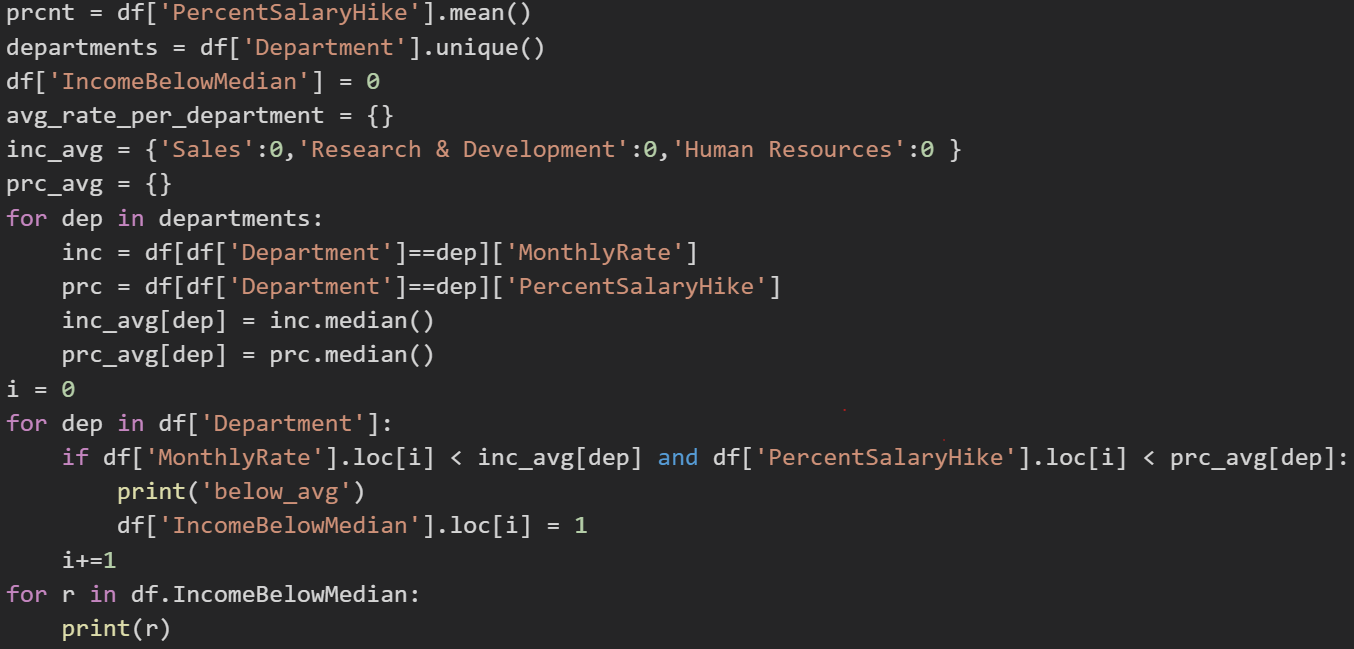 prcnt = df['PercentSalaryHike'].mean()
departments = df['Department'].unique()
df['IncomeBelowMedian'] = 0
avg_rate_per_department = {}
inc_avg = {'Sales':0,'Research & Development':0,'Human Resources':0 }
prc_avg = {}
for dep in departments:
    inc = df[df['Department']==dep]['MonthlyRate']
    prc = df[df['Department']==dep]['PercentSalaryHike']
    inc_avg[dep] = inc.median()
    prc_avg[dep] = prc.median()
i = 0
for dep in df['Department']:
    if df['MonthlyRate'].loc[i] < inc_avg[dep] and df['PercentSalaryHike'].loc[i] < prc_avg[dep]:
        print('below_avg')
        df['IncomeBelowMedian'].loc[i] = 1
    i+=1
for r in df.IncomeBelowMedian:
    print(r)